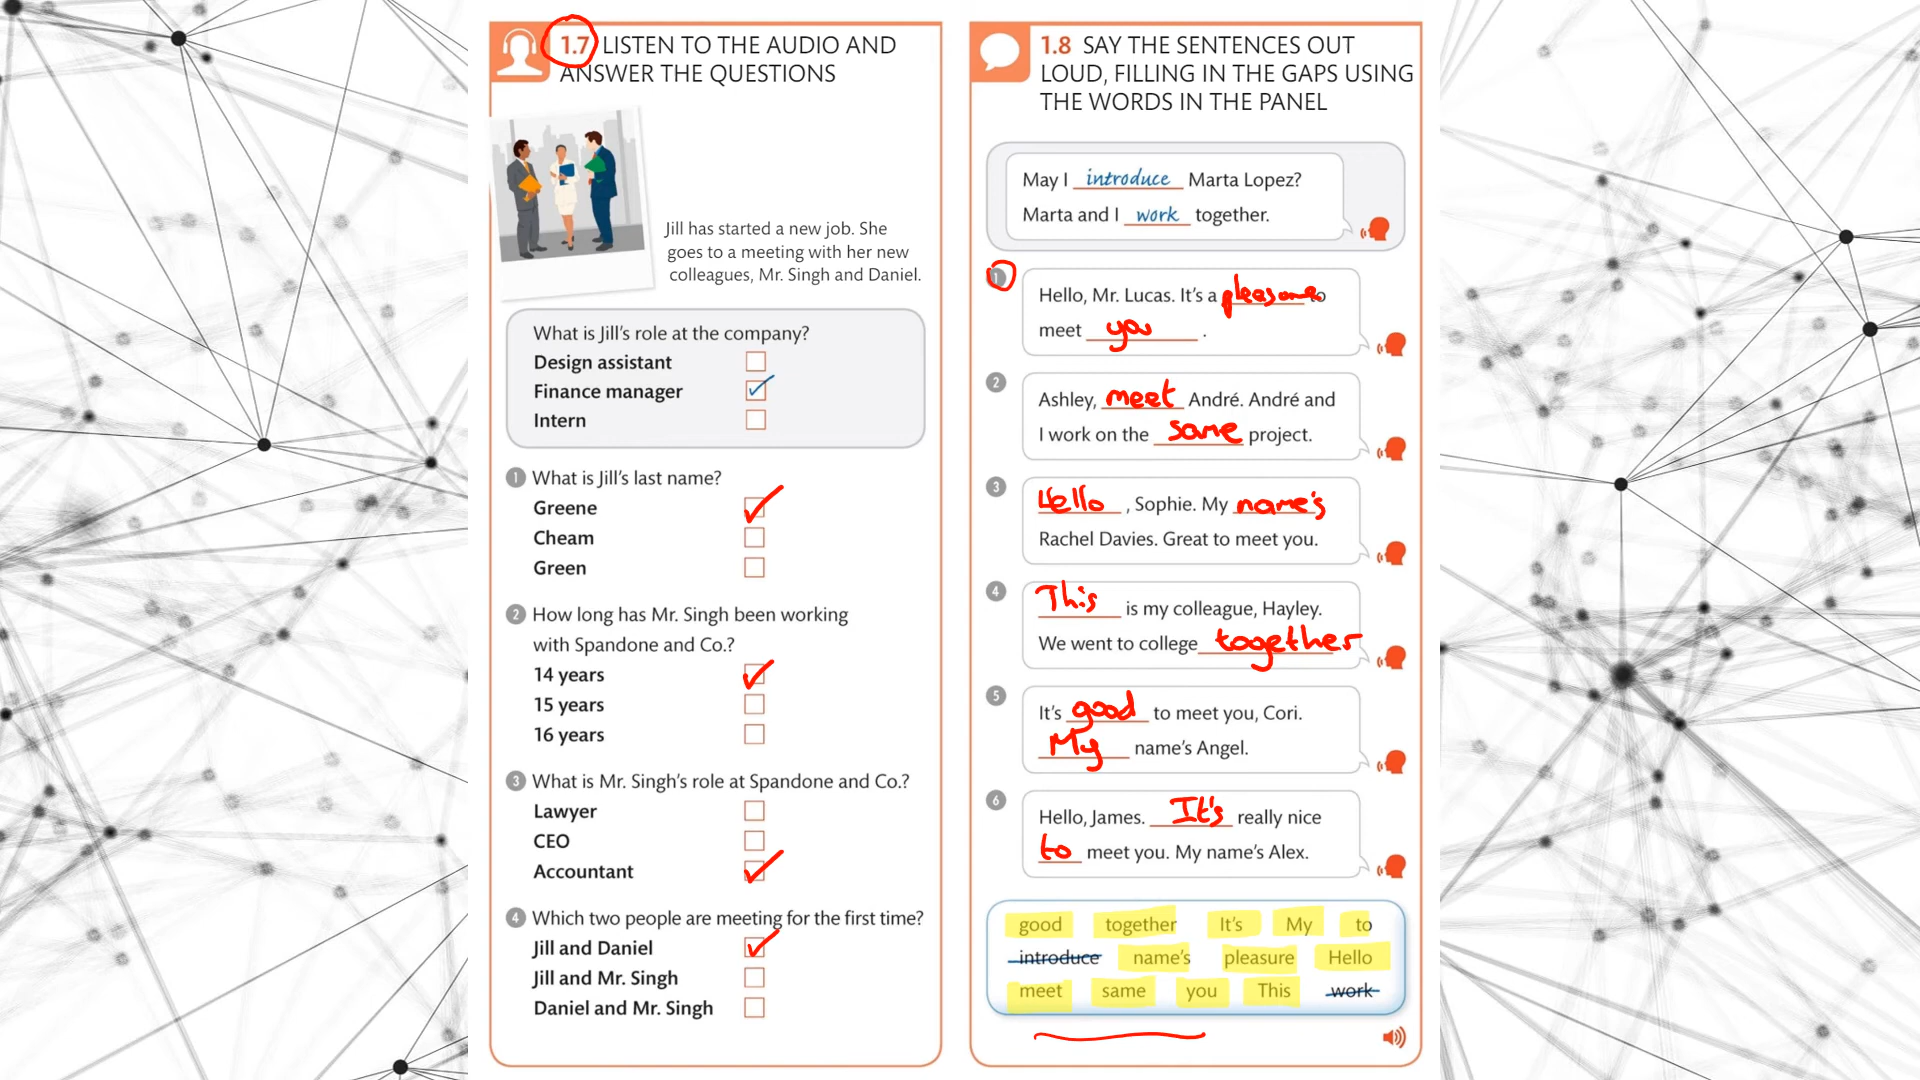 1.7 LISTEN TO THE AUDIO AND
ANSWER THE QUESTIONS
Jill has started a new job. She
goes to a meeting with her new
colleagues, Mr. Singh and Daniel.
What is Jill's role at the company?
Design assistant
Finance manager
Intern
1 What is Jill's last name?
Greene
Cheam
Green
2 How long has Mr. Singh been working
with Spandone and Co.?
14 years
15 years
16 years
3 What is Mr. Singh's role at Spandone and Co.?
Lawyer
CEO
Accountant
4 Which two people are meeting for the first time?
Jill and Daniel
Jill and Mr. Singh
Daniel and Mr. Singh
1.8 SAY THE SENTENCES OUT
LOUD, FILLING IN THE GAPS USING
THE WORDS IN THE PANEL
May I introduce Marta Lopez?
Marta and I work together.
1 Hello, Mr. Lucas. It's a pleasure to
meet you .
2 Ashley, meet André. André and
I work on the same project.
3 Hello , Sophie. My name's
Rachel Davies. Great to meet you.
4 This is my colleague, Hayley.
We went to college together
5 It's good to meet you, Cori.
My name's Angel.
6 Hello, James. It's really nice
to meet you. My name's Alex.
good together It's My to
introduce name's pleasure Hello
meet same you This work